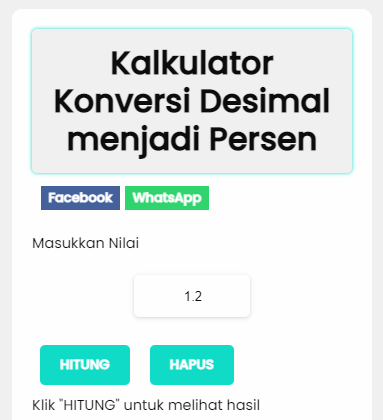 Kalkulator
Konversi Desimal
menjadi Persen
Facebook WhatsApp
Masukkan Nilai
1.2
HITUNG HAPUS
Klik "HITUNG" untuk melihat hasil